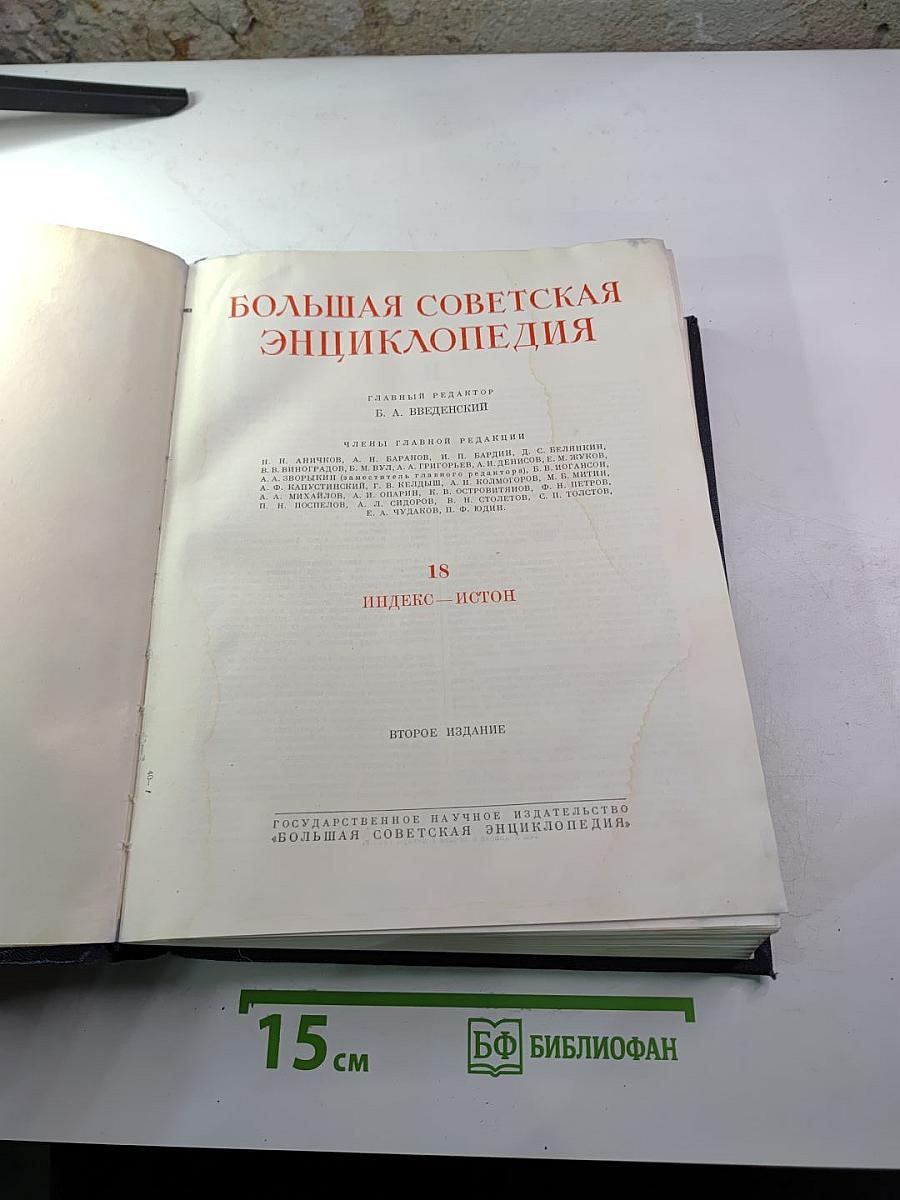 БОЛЬШАЯ СОВЕТСКАЯ
ЭНЦИКЛОПЕДИЯ
ГЛАВНЫЙ РЕДАКТОР
Б. А. ВВЕДЕНСКИЙ
ЧЛЕНЫ ГЛАВНОЙ РЕДАКЦИИ
Н. Н. АНИЧКОВ, А. Н. БАРАНОВ, И. П. БАРДИН, Д. С. БЕЛЯНКИН,
В. В. ВИНОГРАДОВ, Б. М. ВУЛ, А. А. ГРИГОРЬЕВ, А. И. ДЕНИСОВ, Е. М. ЖУКОВ,
А. А. ЗВОРЫКИН (заместитель главного редактора), Б. В. ИОГАНСОН,
А. Ф. КАПУСТИНСКИЙ, Г. В. КЕЛДЫШ, А. Н. КОЛМОГОРОВ, М. Б. МИТИН,
А. А. МИХАЙЛОВ, А. И. ОПАРИН, К. В. ОСТРОВИТЯНОВ, Ф. Н. ПЕТРОВ,
П. Н. ПОСПЕЛОВ, А. Л. СИДОРОВ, В. Н. СТОЛЕТОВ, С. П. ТОЛСТОВ,
Е. А. ЧУДАКОВ, П. Ф. ЮДИН.
18
ИНДЕКС — ИСТОН
ВТОРОЕ ИЗДАНИЕ
ГОСУДАРСТВЕННОЕ НАУЧНОЕ ИЗДАТЕЛЬСТВО
«БОЛЬШАЯ СОВЕТСКАЯ ЭНЦИКЛОПЕДИЯ»
15 см
БФ БИБЛИОФАН